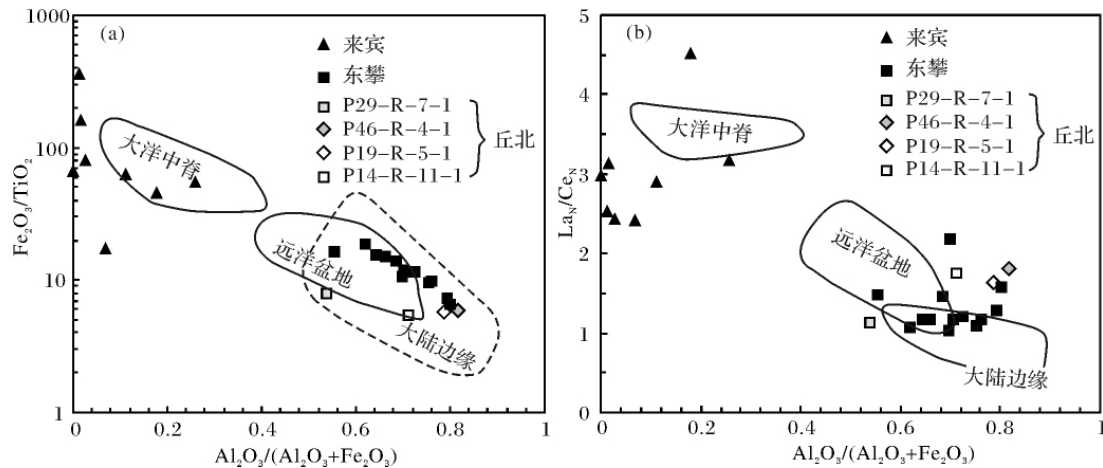 (a)
1000
100
10
1
Fe₂O₃/TiO₂
来宾
东攀
P29-R-7-1
P46-R-4-1
P19-R-5-1
P14-R-11-1
丘北
大洋中脊
远洋盆地
大陆边缘
0
0.2
0.4
0.6
0.8
1
Al₂O₃/(Al₂O₃+Fe₂O₃)
(b)
5
4
3
2
1
0
Laₙ/Ceₙ
来宾
东攀
P29-R-7-1
P46-R-4-1
P19-R-5-1
P14-R-11-1
丘北
大洋中脊
远洋盆地
大陆边缘
0.2
0.4
0.6
0.8
1
Al₂O₃/(Al₂O₃+Fe₂O₃)